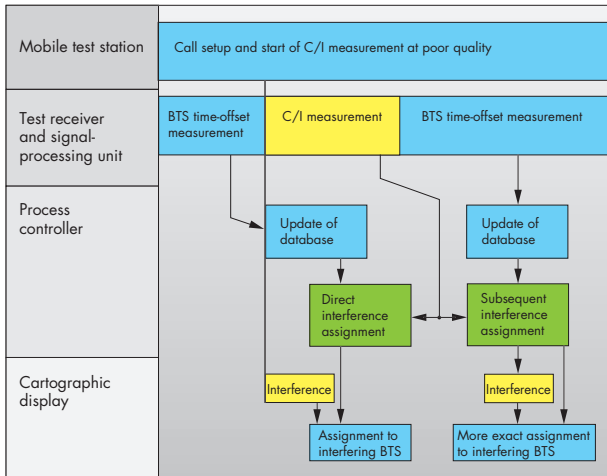 Mobile test station
Call setup and start of C/I measurement at poor quality
Test receiver
and signal-
processing unit
BTS time-offset
measurement
C/I measurement
BTS time-offset measurement
Process
controller
Update of
database
Update of
database
Direct
interference
assignment
Subsequent
interference
assignment
Cartographic
display
Interference
Interference
Assignment to
interfering BTS
More exact assignment
to interfering BTS